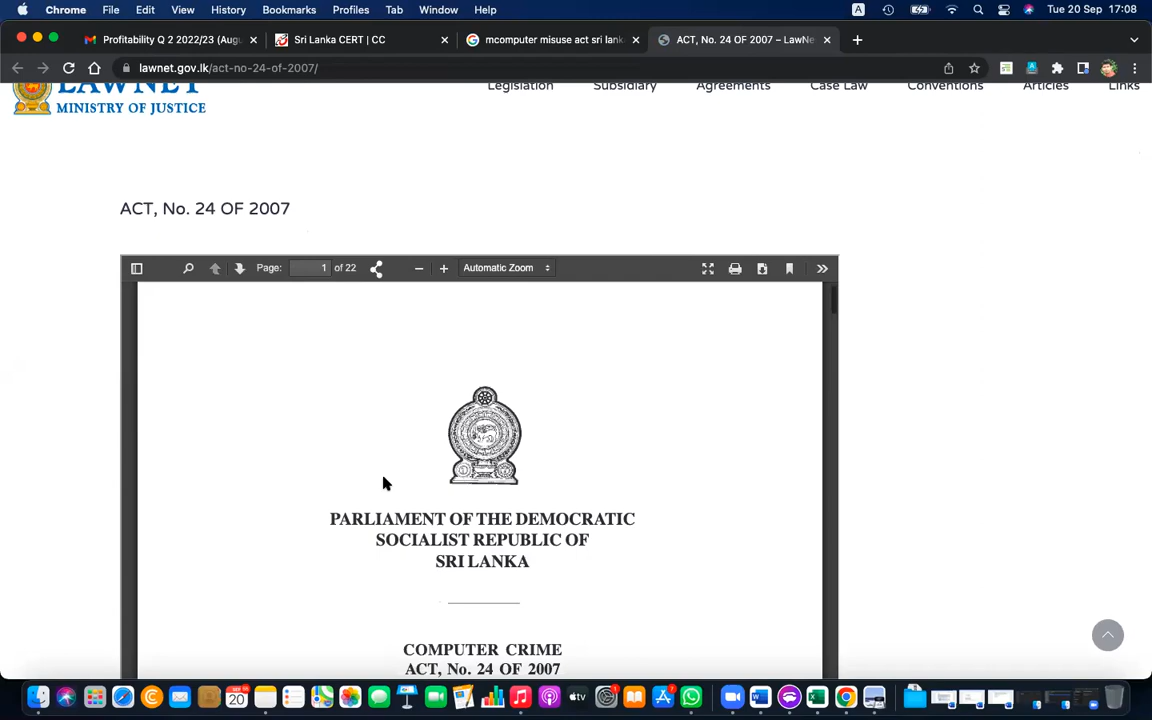 Chrome File Edit View History Bookmarks Profiles Tab Window Help A Tue 20 Sep 17:08
Profitability Q 2 2022/23 (Augu Sri Lanka CERT | CC mcomputer misuse act sri lank ACT, No. 24 OF 2007 – LawNe
lawnet.gov.lk/act-no-24-of-2007/
LAWNET
MINISTRY OF JUSTICE
Legislation Subsidiary Agreements Case Law Conventions Articles Links
ACT, No. 24 OF 2007
Page: 1 of 22 Automatic Zoom
PARLIAMENT OF THE DEMOCRATIC
SOCIALIST REPUBLIC OF
SRI LANKA
COMPUTER CRIME
ACT, No. 24 OF 2007